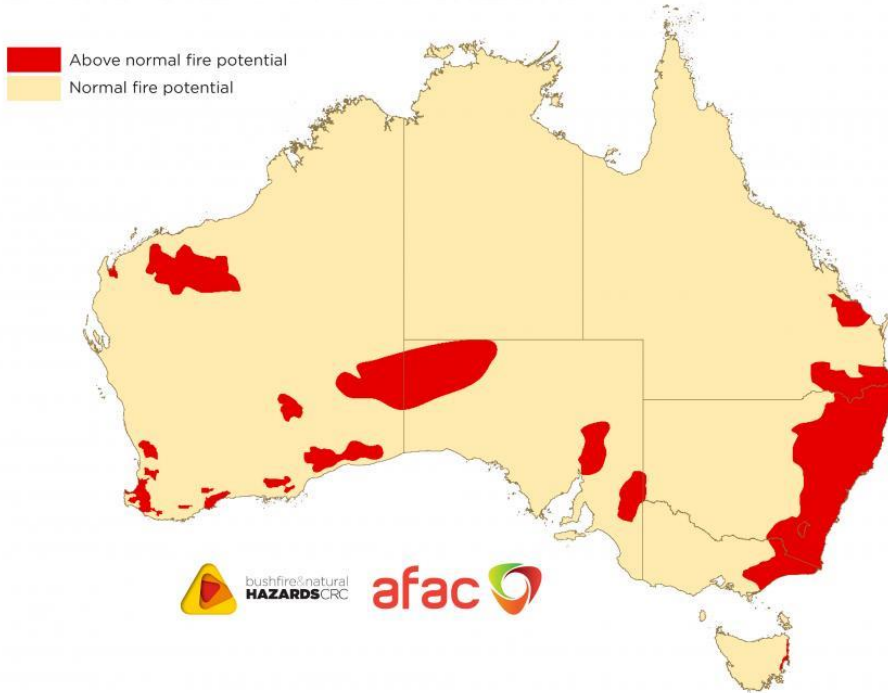 Above normal fire potential
Normal fire potential
bushfire&natural
HAZARDSCRC
afac